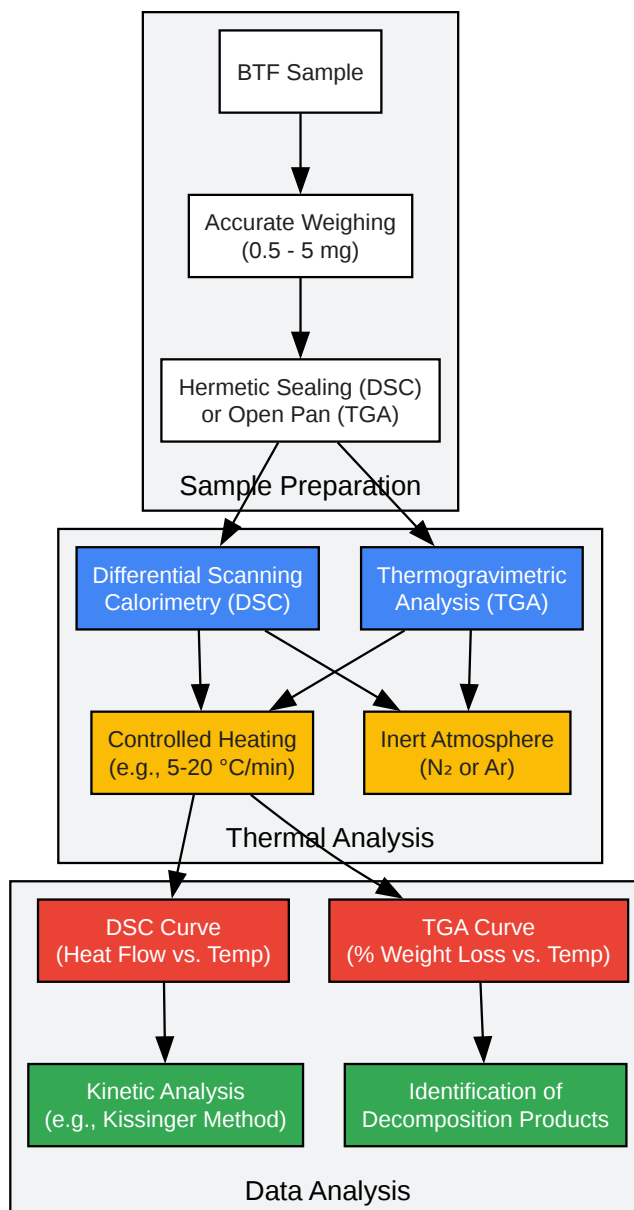 BTF Sample
Accurate Weighing
(0.5 - 5 mg)
Hermetic Sealing (DSC)
or Open Pan (TGA)
Sample Preparation
Differential Scanning
Calorimetry (DSC)
Thermogravimetric
Analysis (TGA)
Controlled Heating
(e.g., 5-20 °C/min)
Inert Atmosphere
(N₂ or Ar)
Thermal Analysis
DSC Curve
(Heat Flow vs. Temp)
TGA Curve
(% Weight Loss vs. Temp)
Kinetic Analysis
(e.g., Kissinger Method)
Identification of
Decomposition Products
Data Analysis